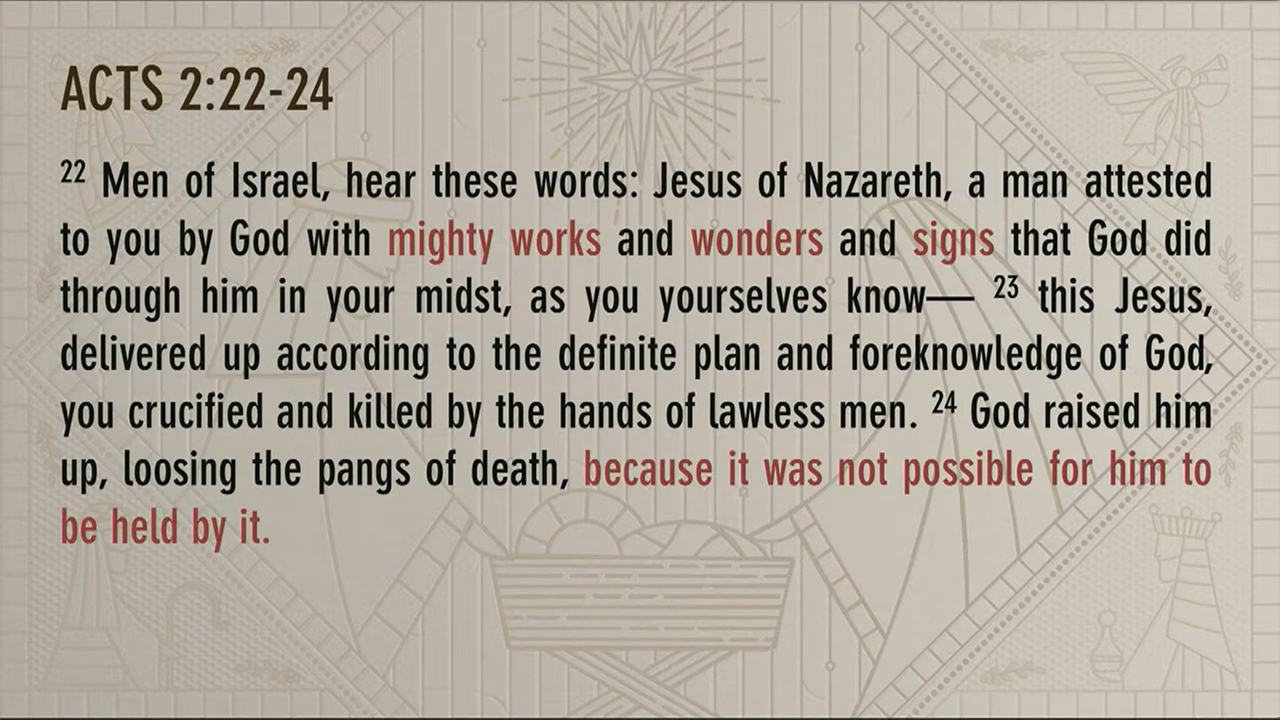 ACTS 2:22-24
22 Men of Israel, hear these words: Jesus of Nazareth, a man attested
to you by God with mighty works and wonders and signs that God did
through him in your midst, as you yourselves know— 23 this Jesus,
delivered up according to the definite plan and foreknowledge of God,
you crucified and killed by the hands of lawless men. 24 God raised him
up, loosing the pangs of death, because it was not possible for him to
be held by it.